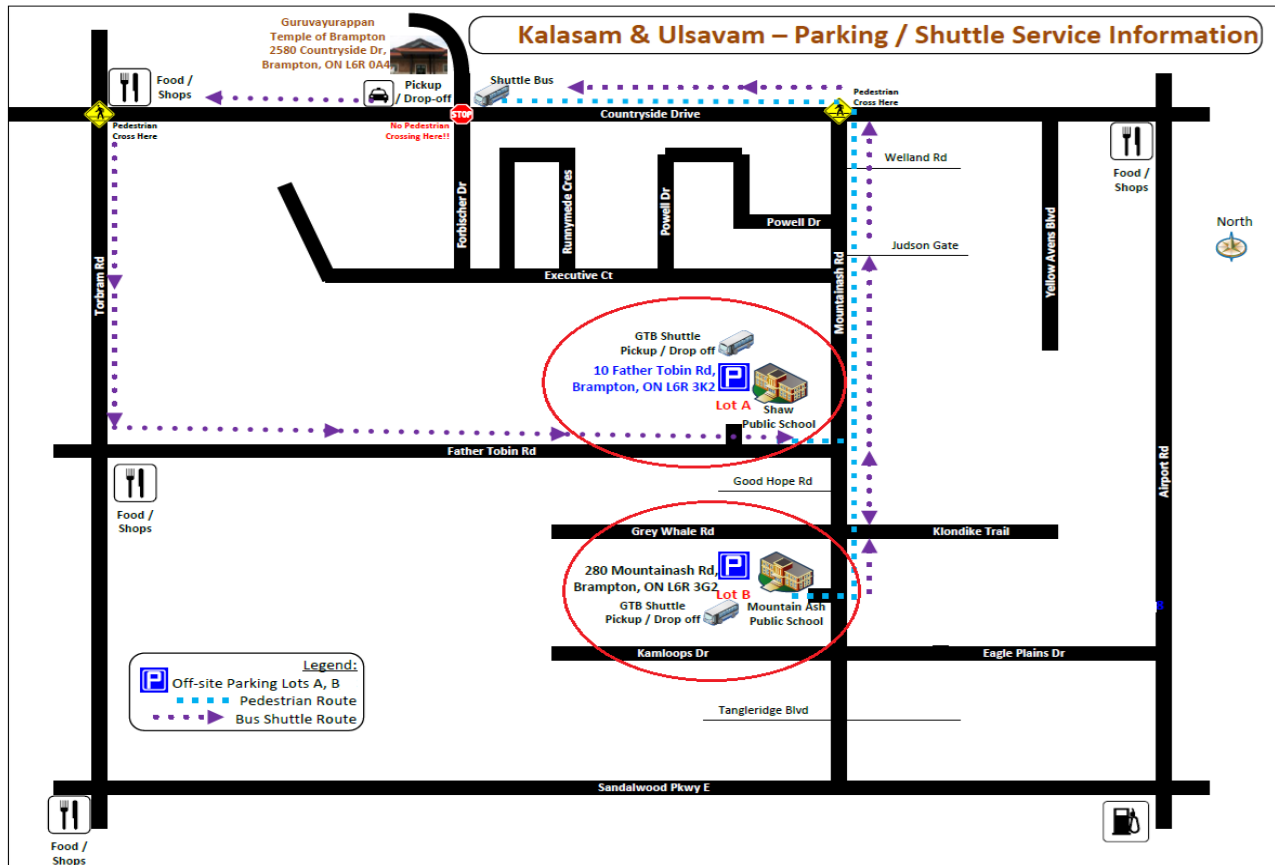 Kalasam & Ulsavam – Parking / Shuttle Service Information
Guruvayurappan
Temple of Brampton
2580 Countryside Dr,
Brampton, ON L6R 0A4
Food /
Shops
Pickup
/ Drop-off
Shuttle Bus
Pedestrian
Cross Here
Pedestrian
Cross Here
No Pedestrian
Crossing Here!!
STOP
Countryside Drive
Food /
Shops
Welland Rd
Torbram Rd
Forbischer Dr
Runnymede Cres
Powell Dr
Powell Dr
Mountainash Rd
Judson Gate
Yellow Avens Blvd
North
Executive Ct
GTB Shuttle
Pickup / Drop off
10 Father Tobin Rd,
Brampton, ON L6R 3K2
P
Lot A
Shaw
Public School
Father Tobin Rd
Airport Rd
Food /
Shops
Good Hope Rd
Grey Whale Rd
Klondike Trail
280 Mountainash Rd,
Brampton, ON L6R 3G2
P
Lot B
GTB Shuttle
Pickup / Drop off
Mountain Ash
Public School
Kamloops Dr
Eagle Plains Dr
Legend:
P Off-site Parking Lots A, B
Pedestrian Route
Bus Shuttle Route
Tangleridge Blvd
Sandalwood Pkwy E
Food /
Shops